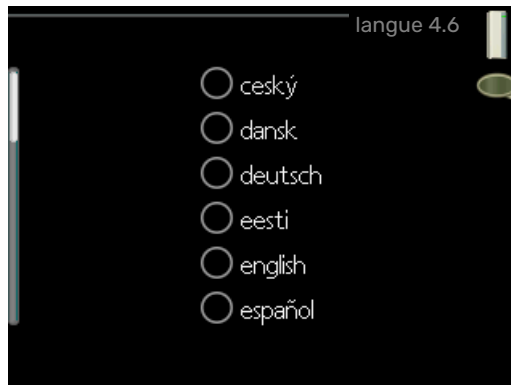 langue 4.6
ceský
dansk
deutsch
eesti
english
español